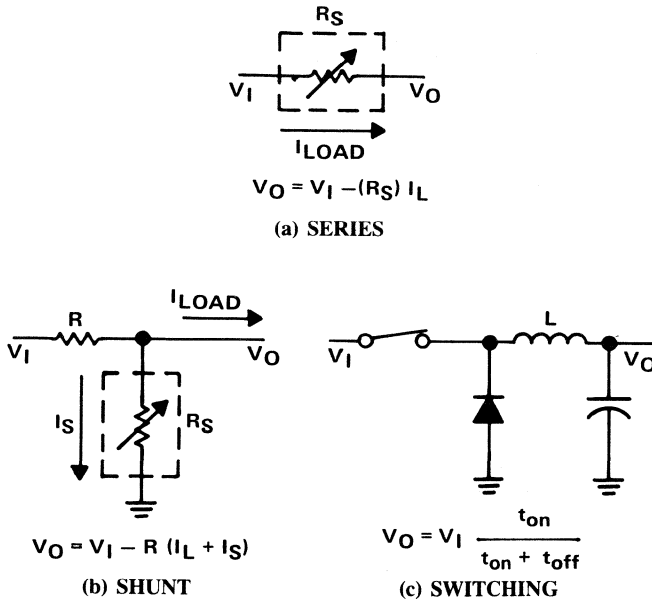 RS
VI
VO
ILOAD
VO = VI –(RS) IL
(a) SERIES
ILOAD
R
VI
VO
IS
RS
VO = VI – R (IL + IS)
(b) SHUNT
L
VI
VO
VO = VI ton
ton + toff
(c) SWITCHING